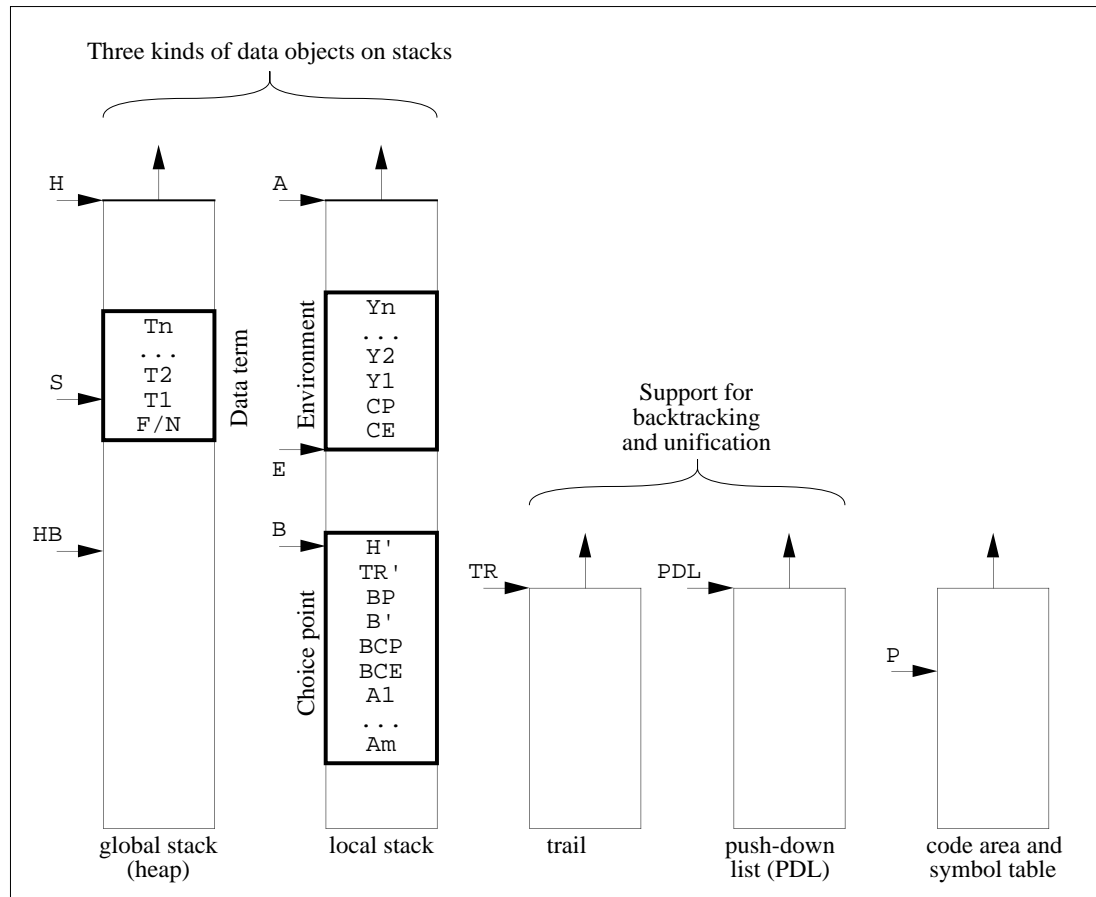 Three kinds of data objects on stacks
H
A
Tn
...
T2
T1
F/N
S
Data term
HB
Environment
Yn
...
Y2
Y1
CP
CE
E
B
Choice point
H'
TR'
BP
B'
BCP
BCE
A1
...
Am
Support for
backtracking
and unification
TR
PDL
P
global stack
(heap)
local stack
trail
push-down
list (PDL)
code area and
symbol table